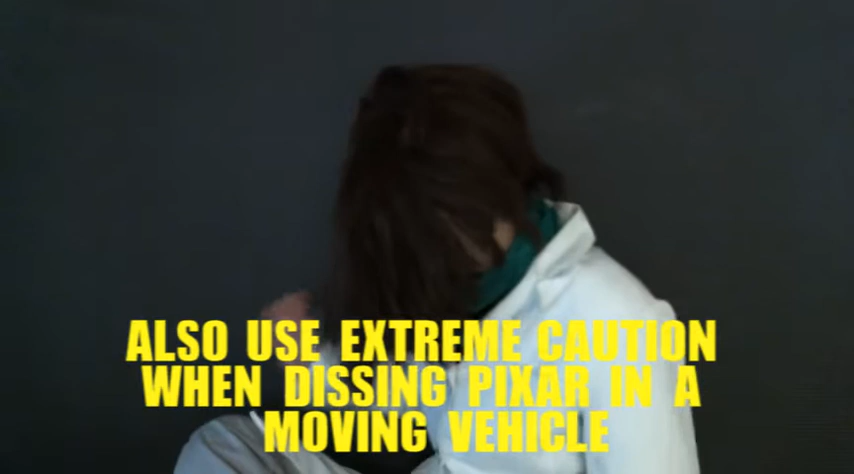 ALSO USE EXTREME CAUTION
WHEN DISSING PIXAR IN A
MOVING VEHICLE